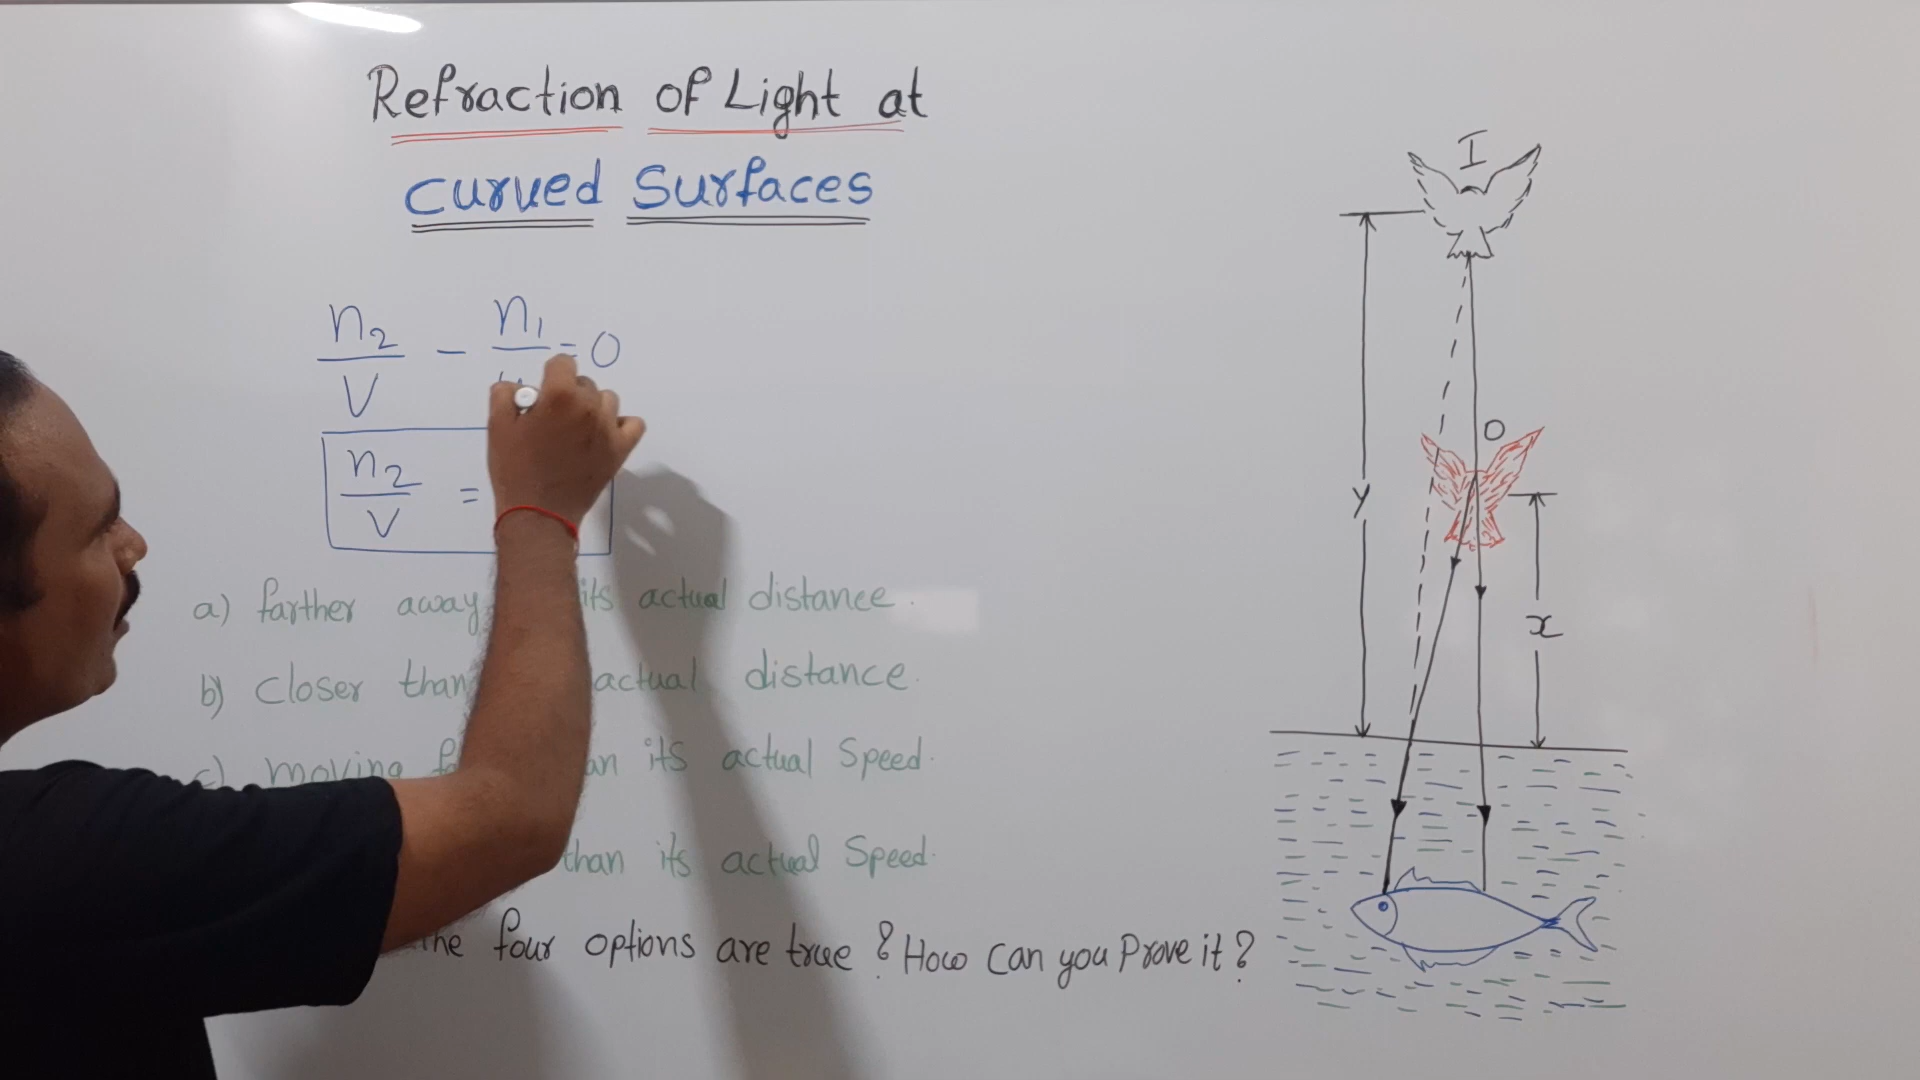 Refraction of Light at
Curved Surfaces
n₂/V - n₁/u = 0
n₂/V =
a) farther away its actual distance.
b) Closer than actual distance.
c) moving than its actual Speed.
than its actual Speed.
the four options are true? How can you Prove it?
I
O
y
x